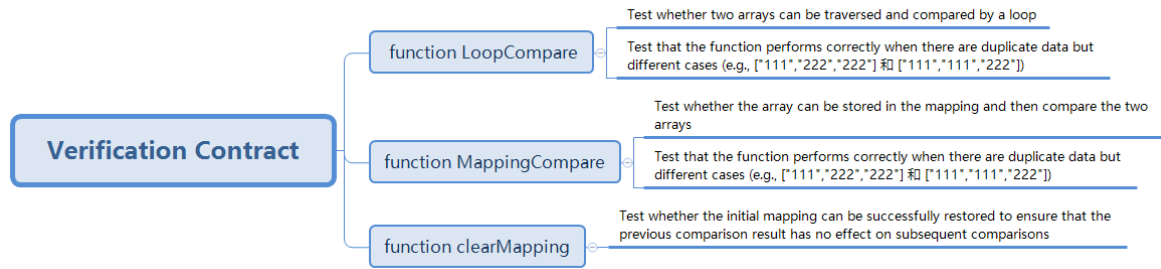 Verification Contract
function LoopCompare
Test whether two arrays can be traversed and compared by a loop
Test that the function performs correctly when there are duplicate data but
different cases (e.g., ["111","222","222"] 和 ["111","111","222"])
function MappingCompare
Test whether the array can be stored in the mapping and then compare the two
arrays
Test that the function performs correctly when there are duplicate data but
different cases (e.g., ["111","222","222"] 和 ["111","111","222"])
function clearMapping
Test whether the initial mapping can be successfully restored to ensure that the
previous comparison result has no effect on subsequent comparisons